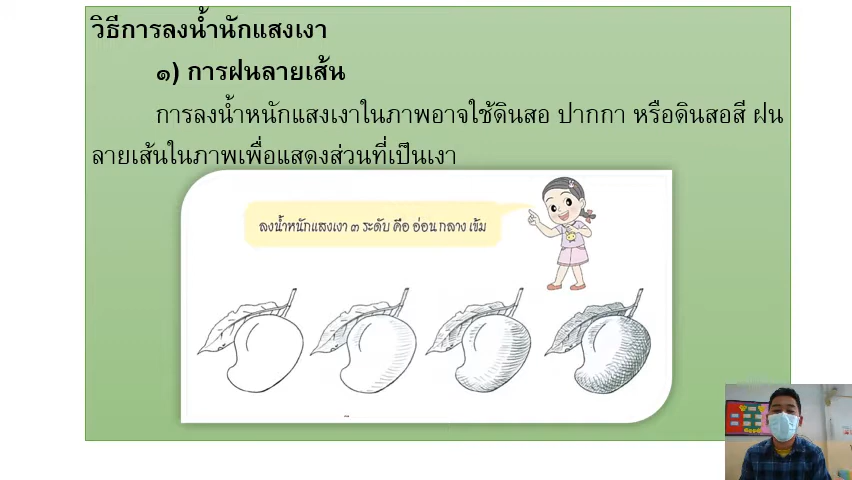 วิธีการลงน้ำนักแสงเงา
๑) การฝนลายเส้น
การลงน้ำหนักแสงเงาในภาพอาจใช้ดินสอ ปากกา หรือดินสอสี ฝน
ลายเส้นในภาพเพื่อแสดงส่วนที่เป็นเงา
ลงน้ำหนักแสงเงา ๓ ระดับ คือ อ่อน กลาง เข้ม